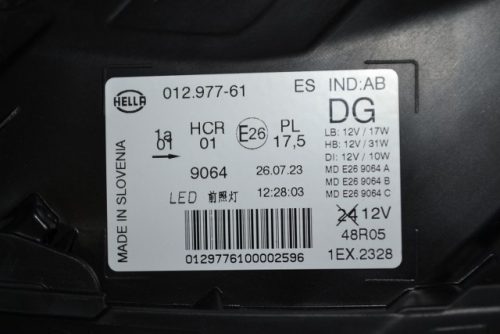 HELLA
012.977-61
ES IND:AB
DG
1a
01
HCR
01
E26
PL
17,5
LB: 12V / 17W
HB: 12V / 31W
DI: 12V / 10W
9064
26.07.23
MD E26 9064 A
MD E26 9064 B
MD E26 9064 C
LED 前照灯
12:28:03
24 12V
48R05
0129776100002596
1EX.2328
MADE IN SLOVENIA